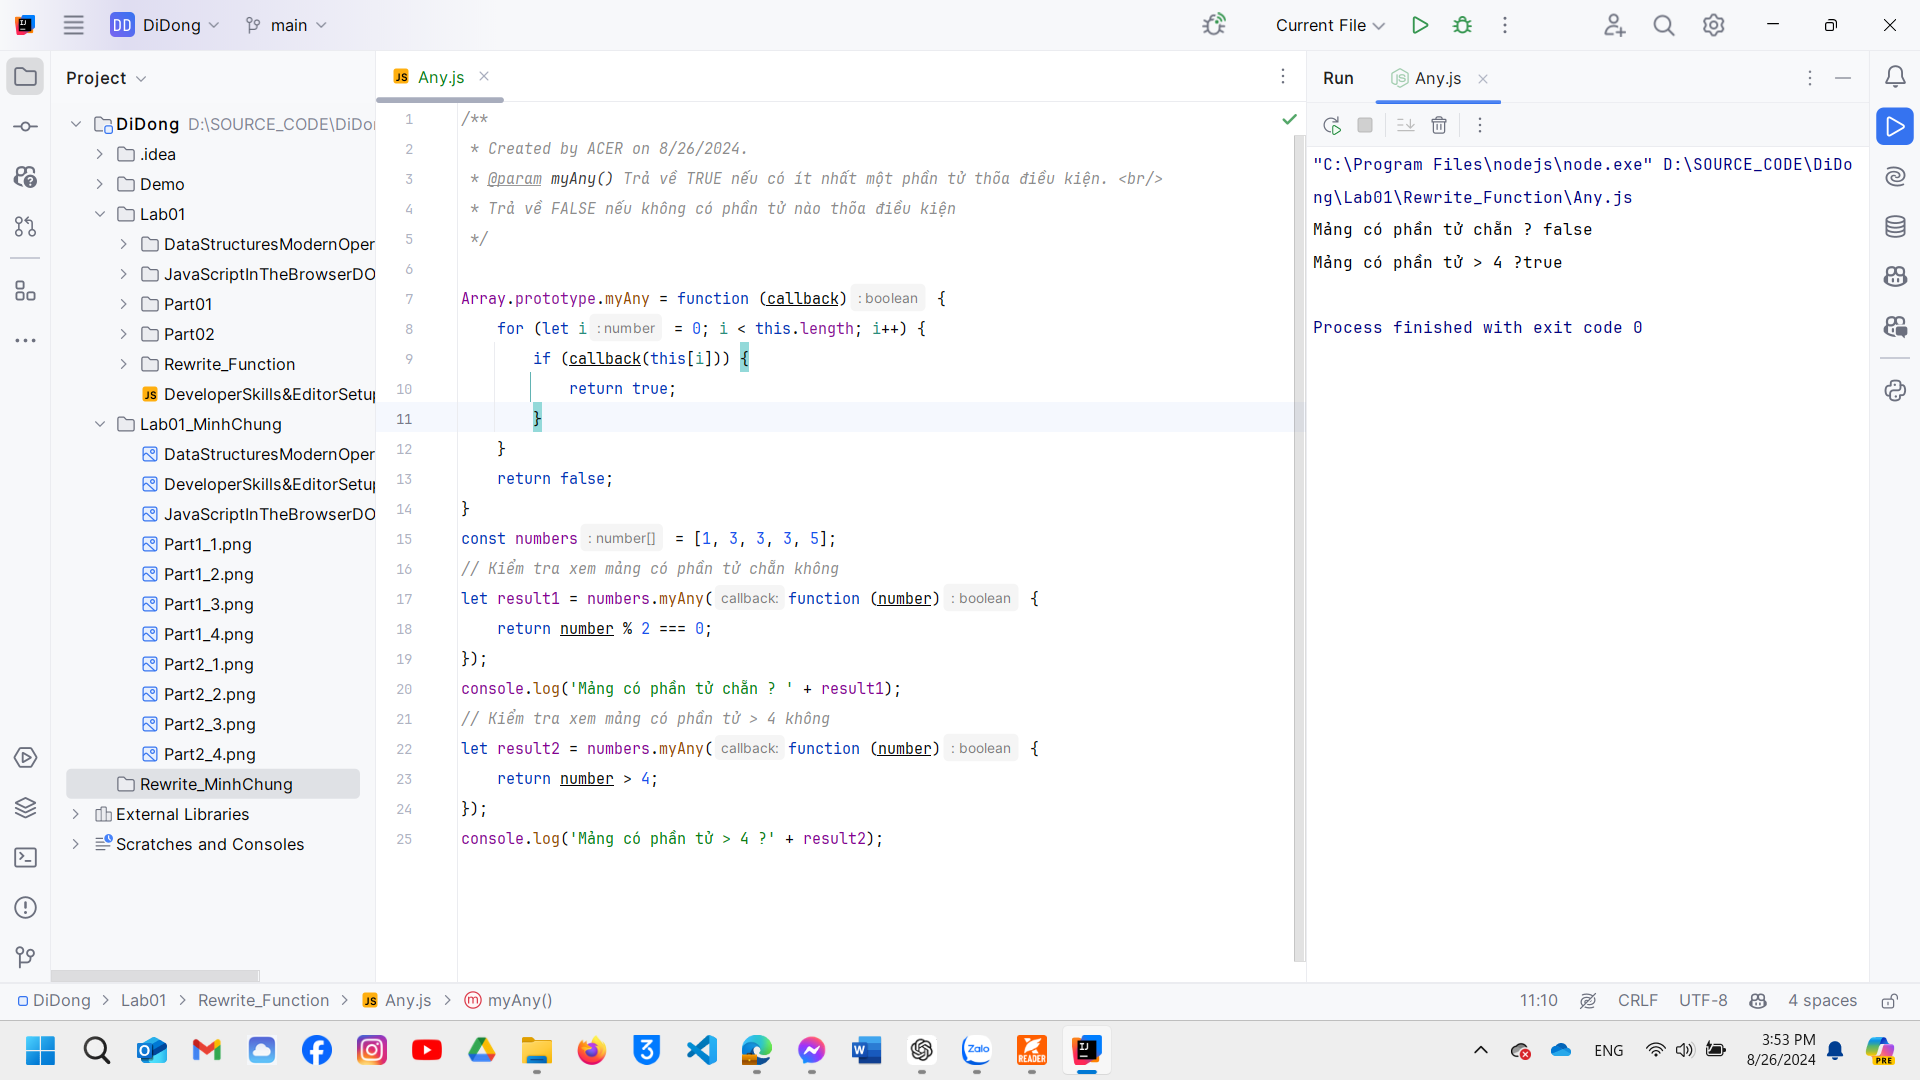 DD DiDong main Current File
Project
DiDong D:\SOURCE_CODE\DiDo
.idea
Demo
Lab01
DataStructuresModernOper
JavaScriptInTheBrowserDO
Part01
Part02
Rewrite_Function
JS DeveloperSkills&EditorSetup
Lab01_MinhChung
DataStructuresModernOper
DeveloperSkills&EditorSetup
JavaScriptInTheBrowserDO
Part1_1.png
Part1_2.png
Part1_3.png
Part1_4.png
Part2_1.png
Part2_2.png
Part2_3.png
Part2_4.png
Rewrite_MinhChung
External Libraries
Scratches and Consoles
JS Any.js
1 /**
2 * Created by ACER on 8/26/2024.
3 * @param myAny() Trả về TRUE nếu có ít nhất một phần tử thõa điều kiện. <br/>
4 * Trả về FALSE nếu không có phần tử nào thõa điều kiện
5 */
6
7 Array.prototype.myAny = function (callback) : boolean {
8 for (let i : number = 0; i < this.length; i++) {
9 if (callback(this[i])) {
10 return true;
11 }
12 }
13 return false;
14 }
15 const numbers : number[] = [1, 3, 3, 3, 5];
16 // Kiểm tra xem mảng có phần tử chẵn không
17 let result1 = numbers.myAny( callback: function (number) : boolean {
18 return number % 2 === 0;
19 });
20 console.log('Mảng có phần tử chẵn ? ' + result1);
21 // Kiểm tra xem mảng có phần tử > 4 không
22 let result2 = numbers.myAny( callback: function (number) : boolean {
23 return number > 4;
24 });
25 console.log('Mảng có phần tử > 4 ?' + result2);
Run Any.js
"C:\Program Files\nodejs\node.exe" D:\SOURCE_CODE\DiDo
ng\Lab01\Rewrite_Function\Any.js
Mảng có phần tử chẵn ? false
Mảng có phần tử > 4 ?true
Process finished with exit code 0
DiDong > Lab01 > Rewrite_Function > JS Any.js > m myAny()
11:10 CRLF UTF-8 4 spaces
Zalo READER ENG
3:53 PM
8/26/2024
PRE